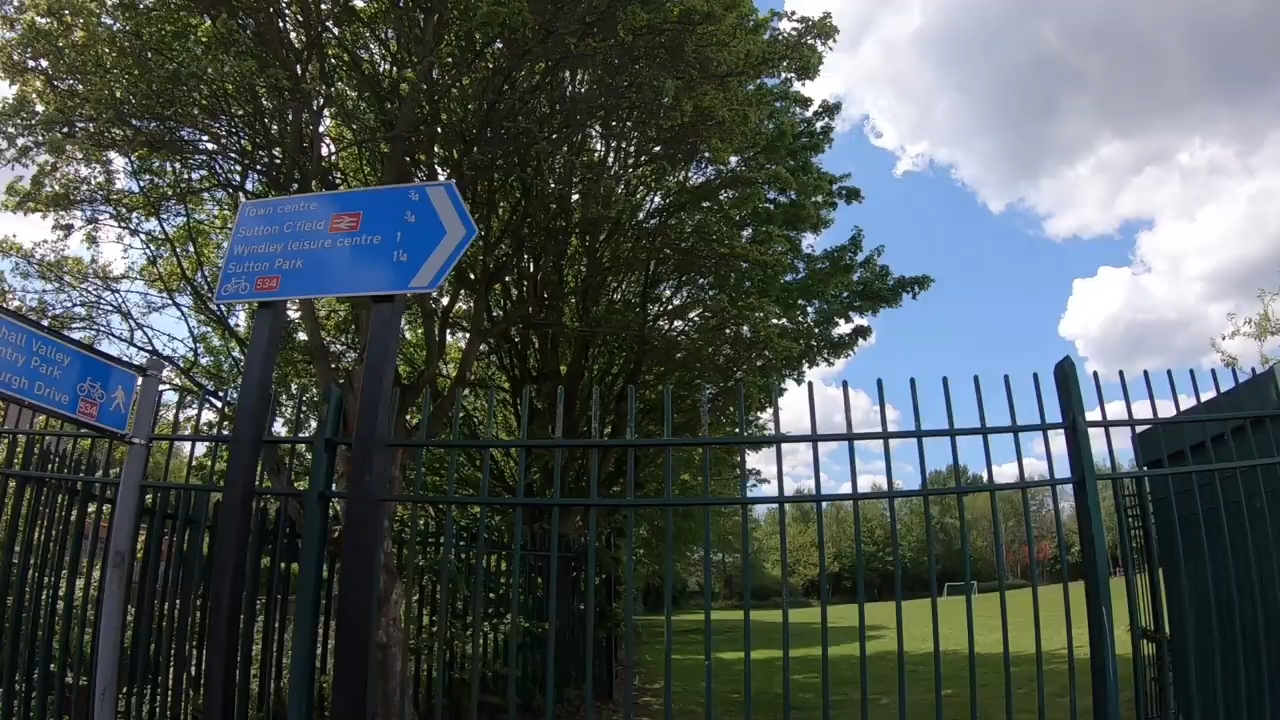 Town centre ¾
Sutton C'field ¾
Wyndley leisure centre 1
Sutton Park 1¼
534
hall Valley
ntry Park
urgh Drive
534